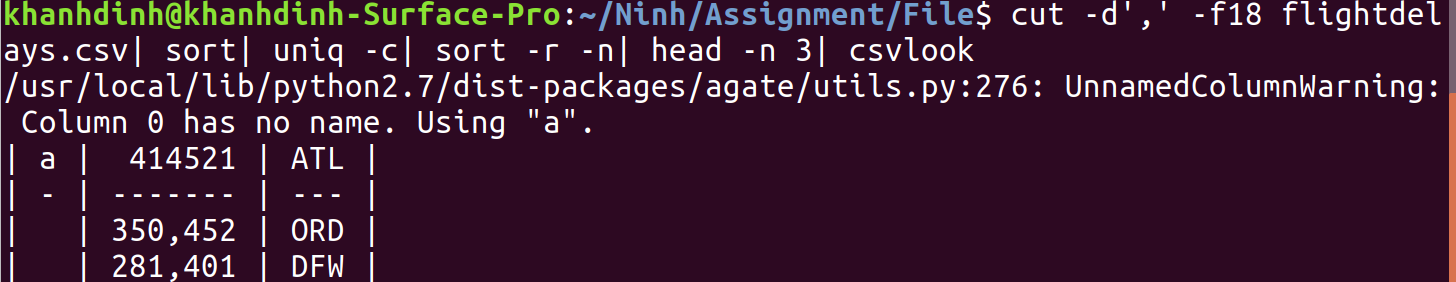 khanhdinh@khanhdinh-Surface-Pro:~/Ninh/Assignment/File$ cut -d',' -f18 flightdel
ays.csv| sort| uniq -c| sort -r -n| head -n 3| csvlook
/usr/local/lib/python2.7/dist-packages/agate/utils.py:276: UnnamedColumnWarning:
 Column 0 has no name. Using "a".
| a |  414521 | ATL |
| - | ------- | --- |
|   | 350,452 | ORD |
|   | 281,401 | DFW |